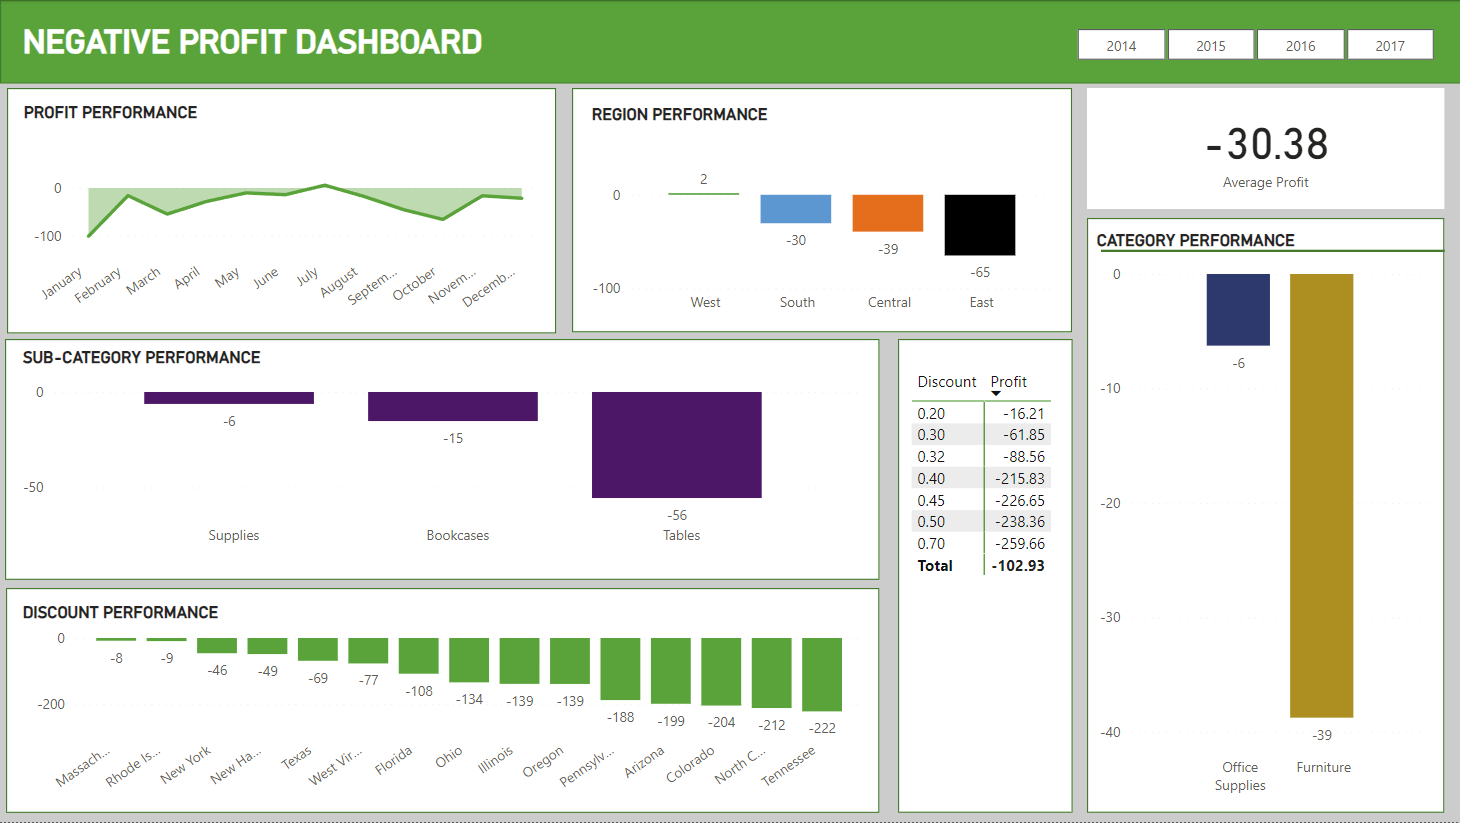 NEGATIVE PROFIT DASHBOARD
2014 2015 2016 2017
PROFIT PERFORMANCE
0
-100
January February March April May June July August Septem... October Novem... Decemb...
REGION PERFORMANCE
0
-100
2
-30
-39
-65
West South Central East
-30.38
Average Profit
CATEGORY PERFORMANCE
0
-10
-20
-30
-40
-6
-39
Office
Supplies
Furniture
SUB-CATEGORY PERFORMANCE
0
-50
-6
-15
-56
Supplies Bookcases Tables
Discount Profit
0.20 -16.21
0.30 -61.85
0.32 -88.56
0.40 -215.83
0.45 -226.65
0.50 -238.36
0.70 -259.66
Total -102.93
DISCOUNT PERFORMANCE
0
-200
-8 -9 -46 -49 -69 -77 -108 -134 -139 -139 -188 -199 -204 -212 -222
Massach... Rhode Is... New York New Ha... Texas West Vir... Florida Ohio Illinois Oregon Pennsylv... Arizona Colorado North C... Tennessee